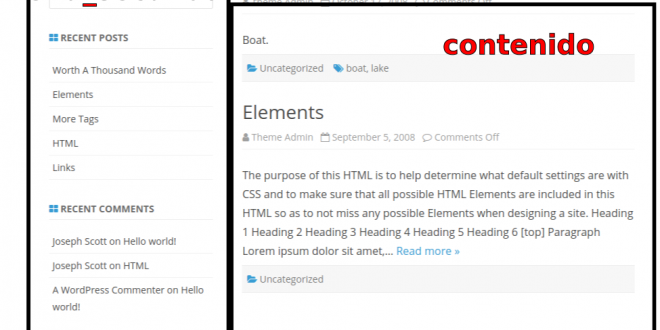 RECENT POSTS
Worth A Thousand Words
Elements
More Tags
HTML
Links
RECENT COMMENTS
Joseph Scott on Hello world!
Joseph Scott on HTML
A WordPress Commenter on Hello
world!
contenido
Boat.
Uncategorized boat, lake
Elements
Theme Admin September 5, 2008 Comments Off
The purpose of this HTML is to help determine what default settings are with
CSS and to make sure that all possible HTML Elements are included in this
HTML so as to not miss any possible Elements when designing a site. Heading
1 Heading 2 Heading 3 Heading 4 Heading 5 Heading 6 [top] Paragraph
Lorem ipsum dolor sit amet,... Read more »
Uncategorized